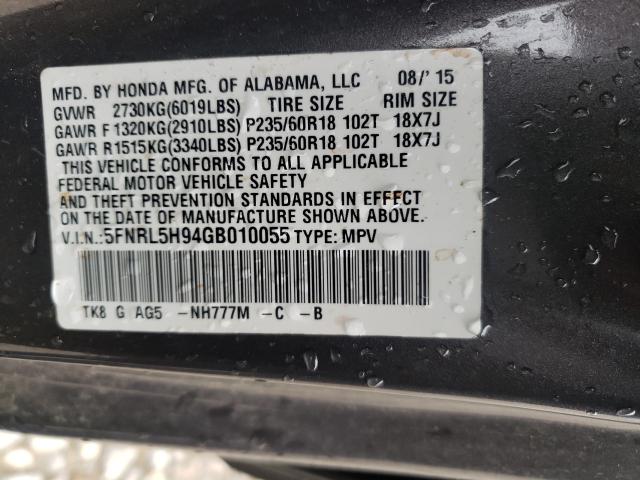 MFD. BY HONDA MFG. OF ALABAMA, LLC 08/'15
GVWR 2730KG(6019LBS) TIRE SIZE RIM SIZE
GAWR F 1320KG(2910LBS) P235/60R18 102T 18X7J
GAWR R1515KG(3340LBS) P235/60R18 102T 18X7J
THIS VEHICLE CONFORMS TO ALL APPLICABLE
FEDERAL MOTOR VEHICLE SAFETY
AND THEFT PREVENTION STANDARDS IN EFFECT
ON THE DATE OF MANUFACTURE SHOWN ABOVE.
V.I.N.:5FNRL5H94GB010055 TYPE: MPV
TK8 G AG5 -NH777M -C -B